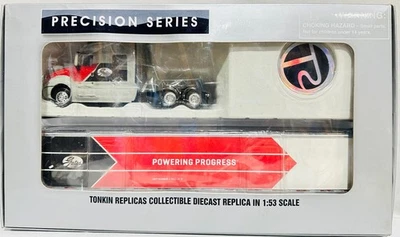 PRECISION SERIES
CHOKING HAZARD
POWERING PROGRESS
TONKIN REPLICAS COLLECTIBLE DIECAST REPLICA IN 1:53 SCALE